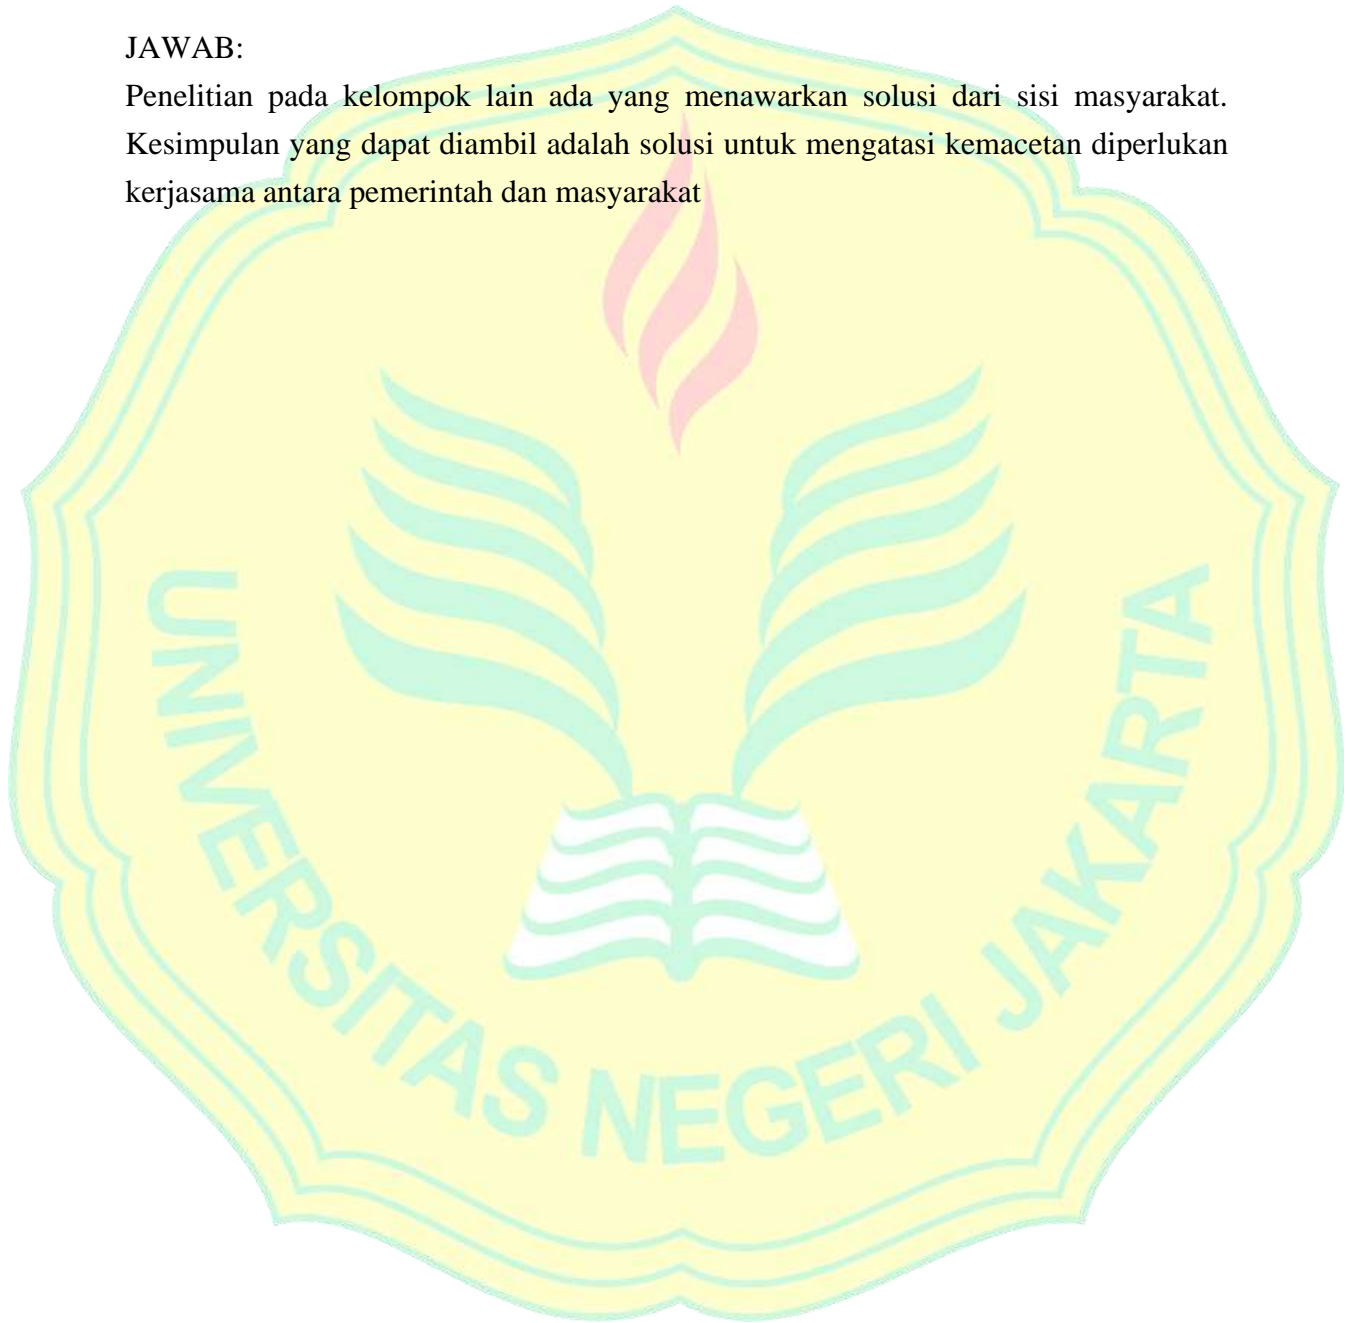 JAWAB:
Penelitian pada kelompok lain ada yang menawarkan solusi dari sisi masyarakat.
Kesimpulan yang dapat diambil adalah solusi untuk mengatasi kemacetan diperlukan
kerjasama antara pemerintah dan masyarakat
UNIVERSITAS NEGERI JAKARTA